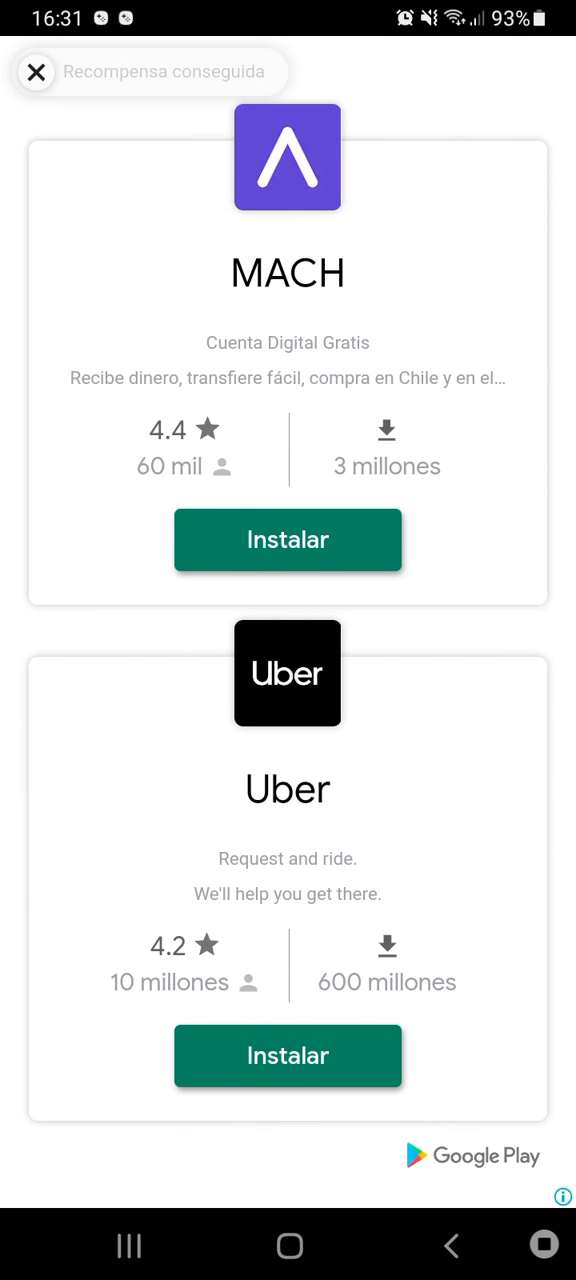 16:31
93%
Recompensa conseguida
MACH
Cuenta Digital Gratis
Recibe dinero, transfiere fácil, compra en Chile y en el...
4.4
60 mil
3 millones
Instalar
Uber
Uber
Request and ride.
We'll help you get there.
4.2
10 millones
600 millones
Instalar
Google Play